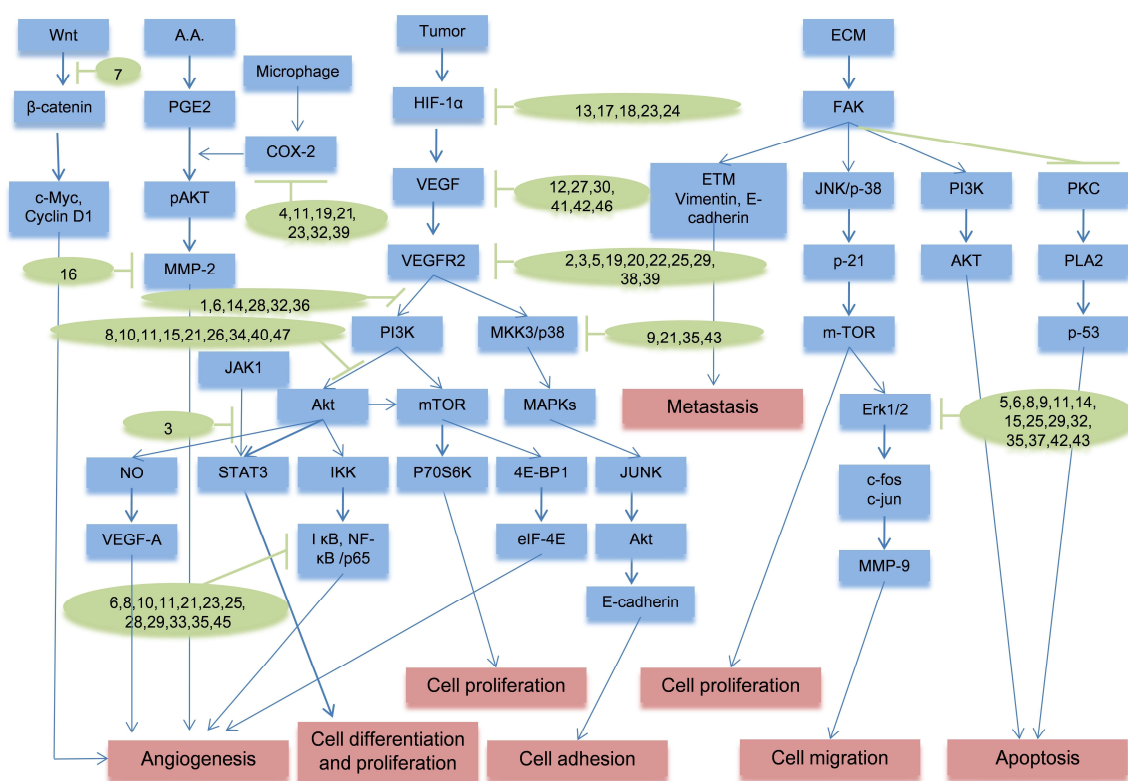 Wnt
A.A.
Tumor
ECM
Microphage
7
β-catenin
PGE2
HIF-1α
13,17,18,23,24
FAK
COX-2
c-Myc,
Cyclin D1
pAKT
VEGF
12,27,30,
41,42,46
ETM
Vimentin, E-
cadherin
JNK/p-38
PI3K
PKC
4,11,19,21,
23,32,39
16
MMP-2
VEGFR2
2,3,5,19,20,22,25,29,
38,39
p-21
AKT
PLA2
1,6,14,28,32,36
8,10,11,15,21,26,34,40,47
PI3K
MKK3/p38
9,21,35,43
m-TOR
p-53
JAK1
Akt
mTOR
MAPKs
Metastasis
Erk1/2
5,6,8,9,11,14,
15,25,29,32,
35,37,42,43
3
NO
STAT3
IKK
P70S6K
4E-BP1
JUNK
c-fos
c-jun
VEGF-A
I κB, NF-
κB /p65
eIF-4E
Akt
MMP-9
6,8,10,11,21,23,25,
28,29,33,35,45
E-cadherin
Cell proliferation
Cell proliferation
Angiogenesis
Cell differentiation
and proliferation
Cell adhesion
Cell migration
Apoptosis